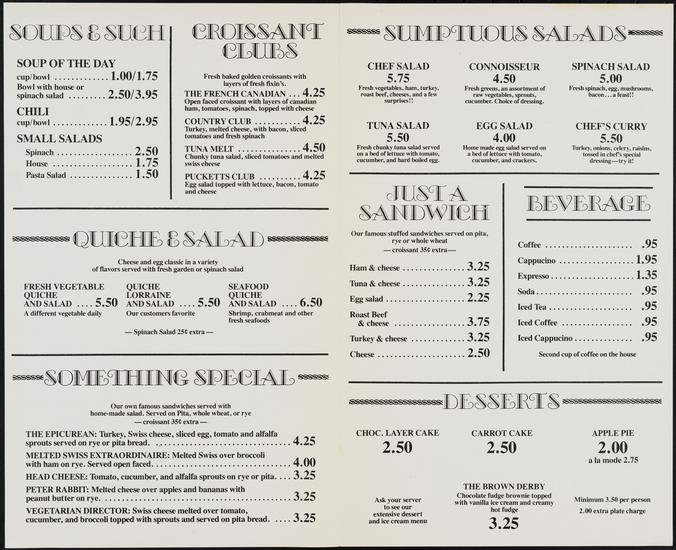 SOUPS & SUCH
SOUP OF THE DAY
cup/bowl ............. 1.00/1.75
Bowl with house or
spinach salad ......... 2.50/3.95
CHILI
cup/bowl ............. 1.95/2.95
SMALL SALADS
Spinach .................... 2.50
House ..................... 1.75
Pasta Salad ................ 1.50
CROISSANT
CLUBS
Fresh baked golden croissants with
layers of fresh fixin's.
THE FRENCH CANADIAN ... 4.25
Open faced croissant with layers of canadian
ham, tomatoes, spinach, topped with cheese
COUNTRY CLUB ............ 4.25
Turkey, melted cheese, with bacon, sliced
tomatoes and fresh spinach
TUNA MELT ................ 4.50
Chunky tuna salad, sliced tomatoes and melted
swiss cheese
PUCKETTS CLUB ........... 4.25
Egg salad topped with lettuce, bacon, tomato
and cheese
QUICHE & SALAD
Cheese and egg classic in a variety
of flavors served with fresh garden or spinach salad
FRESH VEGETABLE
QUICHE
AND SALAD .... 5.50
A different vegetable daily
QUICHE
LORRAINE
AND SALAD .... 5.50
Our customers favorite
SEAFOOD
QUICHE
AND SALAD .... 6.50
Shrimp, crabmeat and other
fresh seafoods
— Spinach Salad 25¢ extra —
SOMETHING SPECIAL
Our own famous sandwiches served with
home-made salad. Served on Pita, whole wheat, or rye
— croissant 35¢ extra —
THE EPICUREAN: Turkey, Swiss cheese, sliced egg, tomato and alfalfa
sprouts served on rye or pita bread. ............................ 4.25
MELTED SWISS EXTRAORDINAIRE: Melted Swiss over broccoli
with ham on rye. Served open faced............................ 4.00
HEAD CHEESE: Tomato, cucumber, and alfalfa sprouts on rye or pita.... 3.25
PETER RABBIT: Melted cheese over apples and bananas with
peanut butter on rye. ......................................... 3.25
VEGETARIAN DIRECTOR: Swiss cheese melted over tomato,
cucumber, and broccoli topped with sprouts and served on pita bread. .... 3.25
SUMPTUOUS SALADS
CHEF SALAD
5.75
Fresh vegetables, ham, turkey,
roast beef, cheeses, and a few
surprises!!
CONNOISSEUR
4.50
Fresh greens, an assortment of
raw vegetables, sprouts,
cucumber. Choice of dressing.
SPINACH SALAD
5.00
Fresh spinach, egg, mushrooms,
bacon...a feast!!
TUNA SALAD
5.50
Fresh chunky tuna salad served
on a bed of lettuce with tomato,
cucumber, and hard boiled egg.
EGG SALAD
4.00
Home made egg salad served on
a bed of lettuce with tomato,
cucumber, and crackers.
CHEF'S CURRY
5.50
Turkey, onions, celery, raisins,
tossed in chef's special
dressing—try it!
JUST A
SANDWICH
Our famous stuffed sandwiches served on pita,
rye or whole wheat
— croissant 35¢ extra—
Ham & cheese ............... 3.25
Tuna & cheese .............. 3.25
Egg salad .................. 2.25
Roast Beef
& cheese ................. 3.75
Turkey & cheese ............ 3.25
Cheese ..................... 2.50
BEVERAGE
Coffee ..................... .95
Cappucino ................. 1.95
Expresso .................. 1.35
Soda ....................... .95
Iced Tea ................... .95
Iced Coffee ................ .95
Iced Cappucino ............. .95
Second cup of coffee on the house
DESSERTS
CHOC. LAYER CAKE
2.50
CARROT CAKE
2.50
APPLE PIE
2.00
a la mode 2.75
Ask your server
to see our
extensive dessert
and ice cream menu
THE BROWN DERBY
Chocolate fudge brownie topped
with vanilla ice cream and creamy
hot fudge
3.25
Minimum 3.50 per person
2.00 extra plate charge